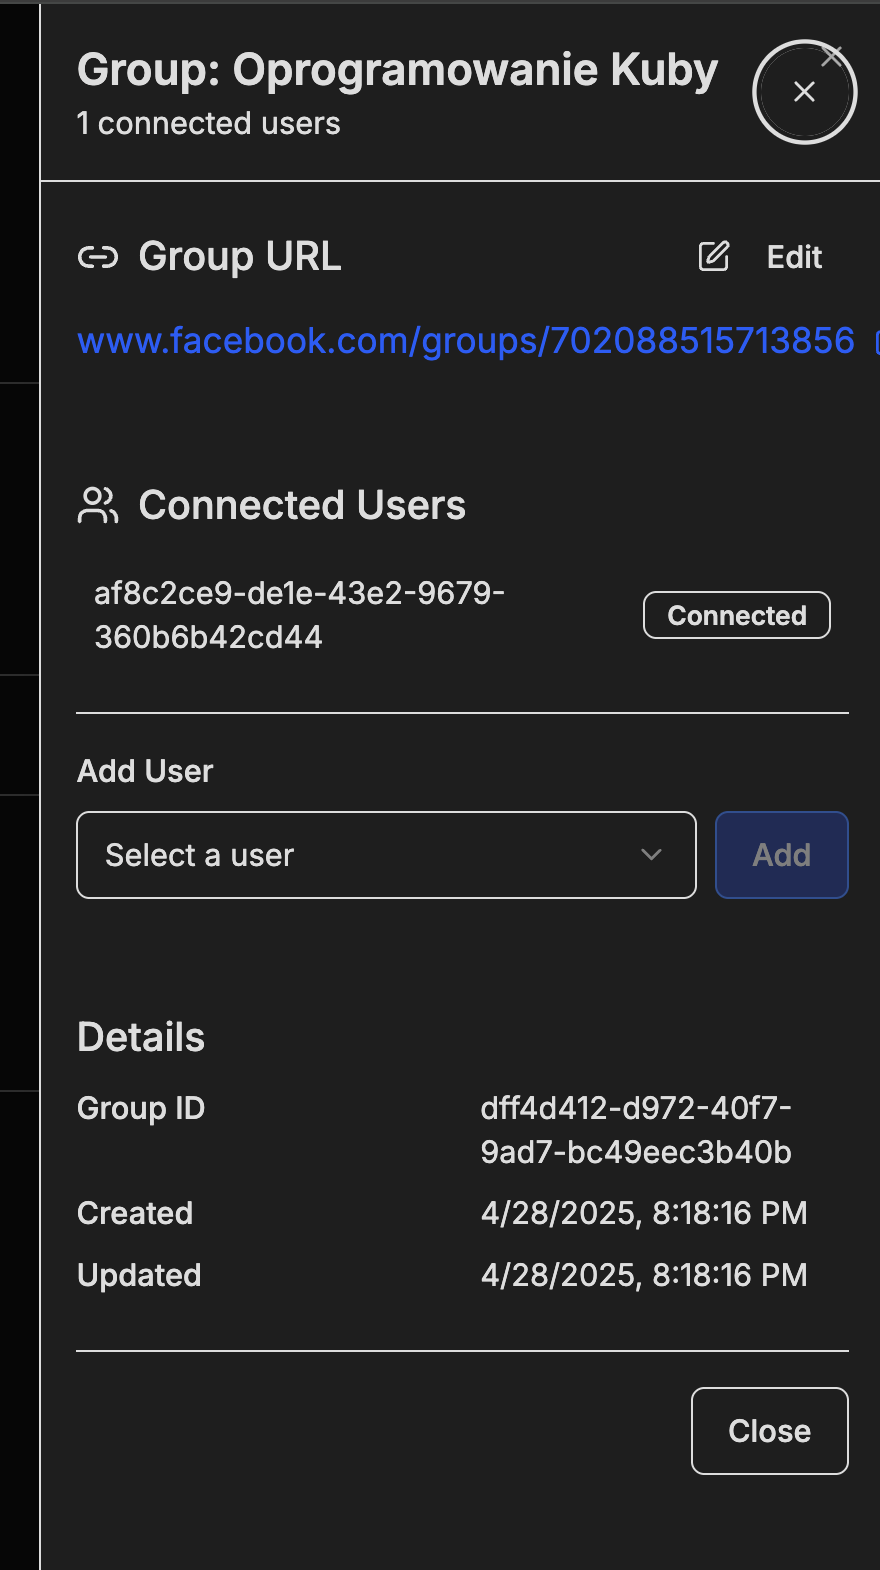 Group: Oprogramowanie Kuby
1 connected users
Group URL
Edit
www.facebook.com/groups/702088515713856
Connected Users
af8c2ce9-de1e-43e2-9679-
360b6b42cd44
Connected
Add User
Select a user
Add
Details
Group ID
dff4d412-d972-40f7-
9ad7-bc49eec3b40b
Created
4/28/2025, 8:18:16 PM
Updated
4/28/2025, 8:18:16 PM
Close